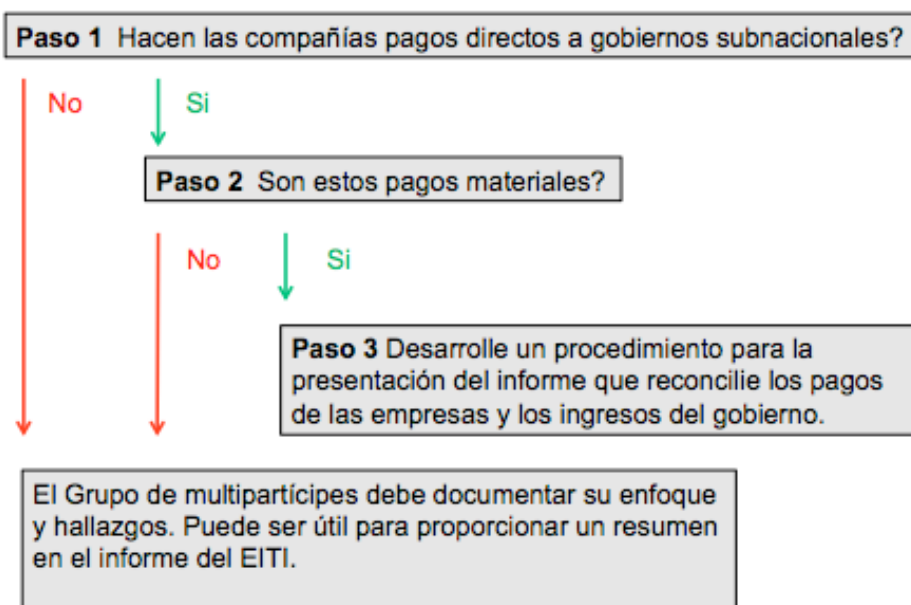 Paso 1 Hacen las compañías pagos directos a gobiernos subnacionales?
No
Si
Paso 2 Son estos pagos materiales?
No
Si
Paso 3 Desarrolle un procedimiento para la
presentación del informe que reconcilie los pagos
de las empresas y los ingresos del gobierno.
El Grupo de multipartícipes debe documentar su enfoque
y hallazgos. Puede ser útil para proporcionar un resumen
en el informe del EITI.